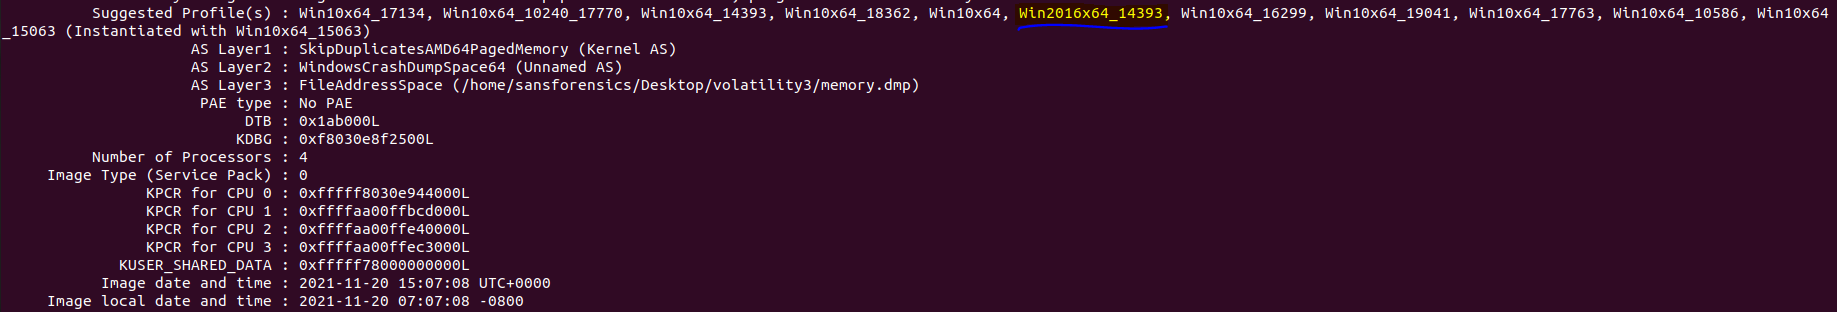 Suggested Profile(s) : Win10x64_17134, Win10x64_10240_17770, Win10x64_14393, Win10x64_18362, Win10x64, Win2016x64_14393, Win10x64_16299, Win10x64_19041, Win10x64_17763, Win10x64_10586, Win10x64
_15063 (Instantiated with Win10x64_15063)
AS Layer1 : SkipDuplicatesAMD64PagedMemory (Kernel AS)
AS Layer2 : WindowsCrashDumpSpace64 (Unnamed AS)
AS Layer3 : FileAddressSpace (/home/sansforensics/Desktop/volatility3/memory.dmp)
PAE type : No PAE
DTB : 0x1ab000L
KDBG : 0xf8030e8f2500L
Number of Processors : 4
Image Type (Service Pack) : 0
KPCR for CPU 0 : 0xfffff8030e944000L
KPCR for CPU 1 : 0xffffaa00ffbcd000L
KPCR for CPU 2 : 0xffffaa00ffe40000L
KPCR for CPU 3 : 0xffffaa00ffec3000L
KUSER_SHARED_DATA : 0xfffff78000000000L
Image date and time : 2021-11-20 15:07:08 UTC+0000
Image local date and time : 2021-11-20 07:07:08 -0800